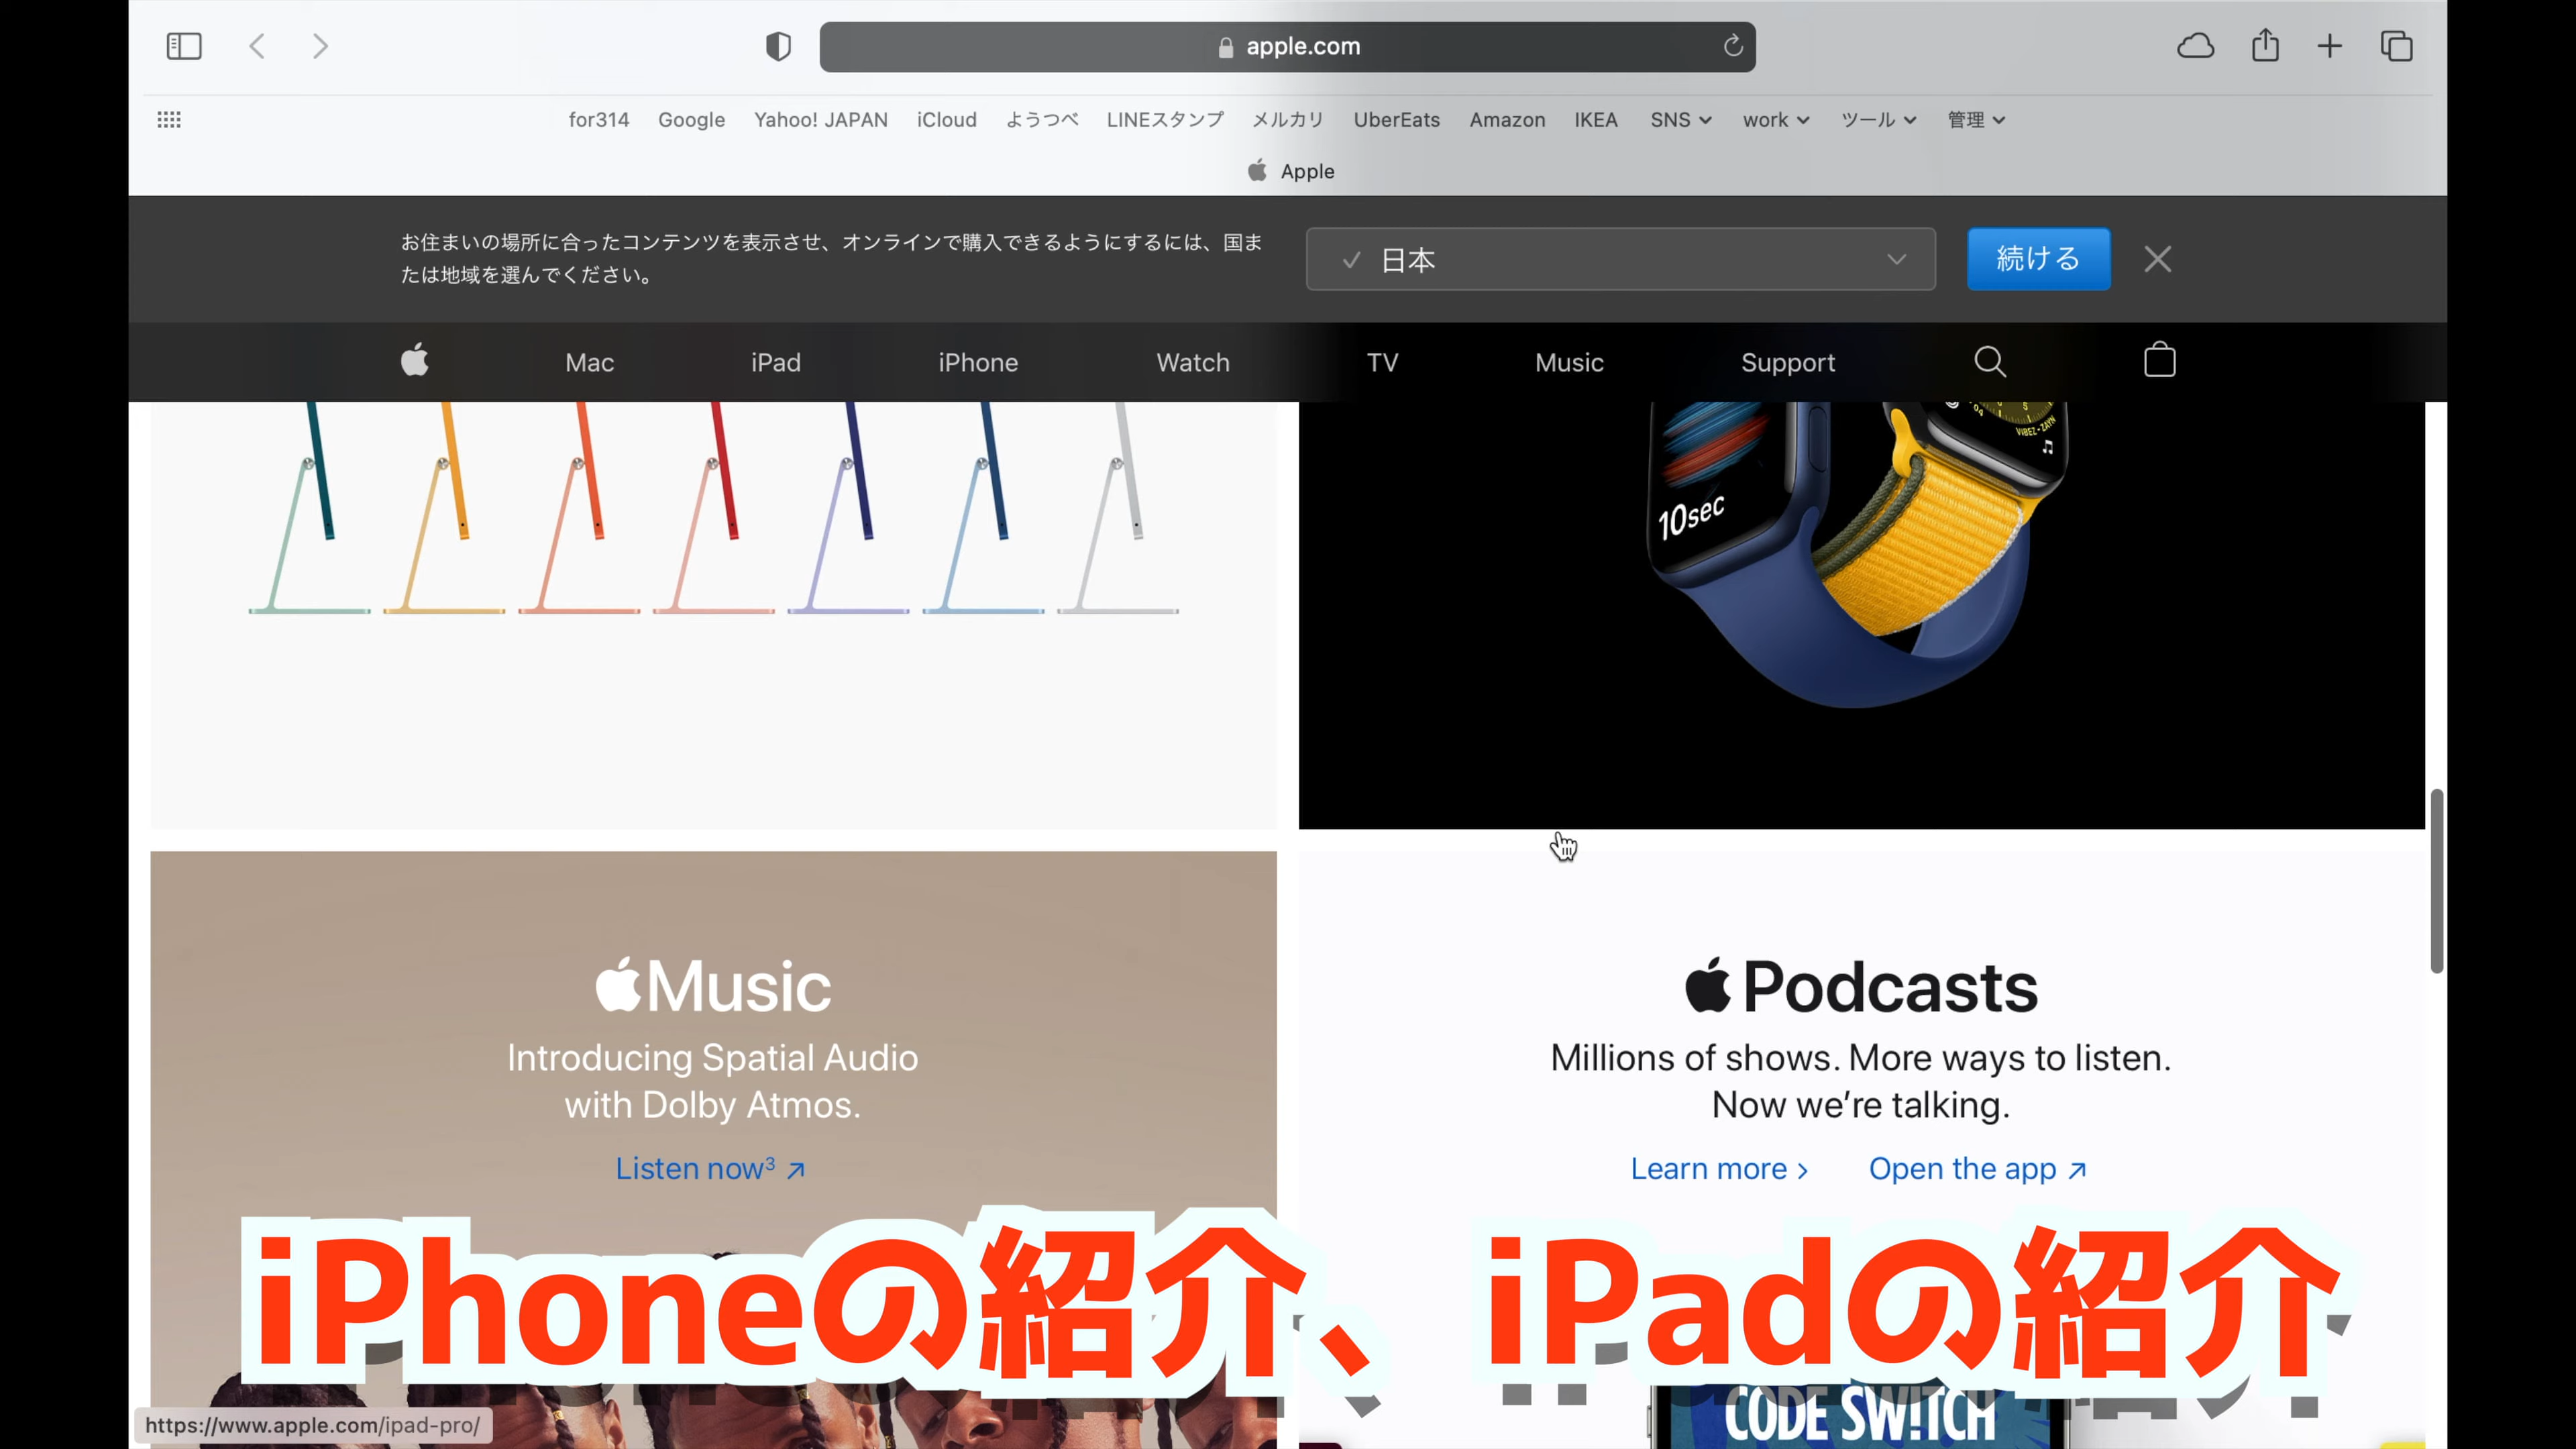 apple.com
for314 Google Yahoo! JAPAN iCloud ようつべ LINEスタンプ メルカリ UberEats Amazon IKEA SNS work ツール 管理
Apple
お住まいの場所に合ったコンテンツを表示させ、オンラインで購入できるようにするには、国ま
たは地域を選んでください。
日本
続ける
Mac iPad iPhone Watch TV Music Support
VIBEZ-ZAYN
10sec
Music
Introducing Spatial Audio
with Dolby Atmos.
Listen now3
Podcasts
Millions of shows. More ways to listen.
Now we're talking.
Learn more Open the app
iPhoneの紹介、iPadの紹介
CODE SW!TCH
https://www.apple.com/ipad-pro/